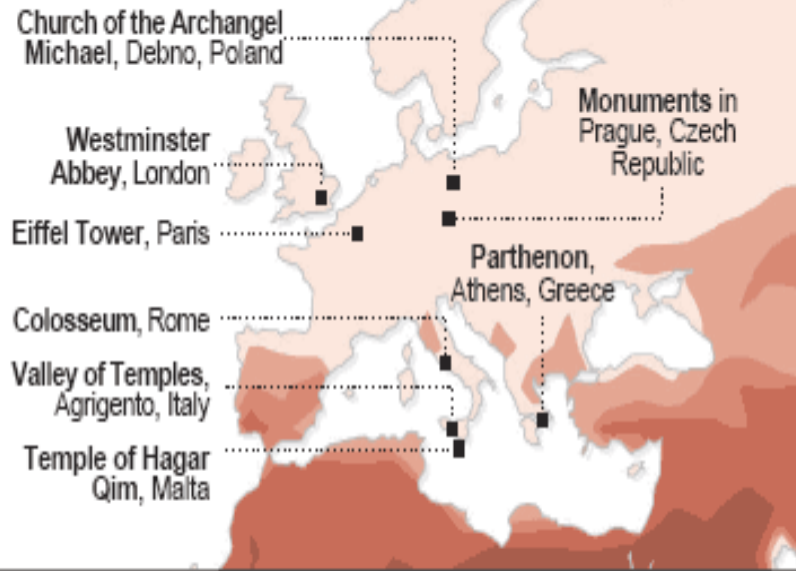 Church of the Archangel
Michael, Debno, Poland
Westminster
Abbey, London
Monuments in
Prague, Czech
Republic
Eiffel Tower, Paris
Parthenon,
Athens, Greece
Colosseum, Rome
Valley of Temples,
Agrigento, Italy
Temple of Hagar
Qim, Malta